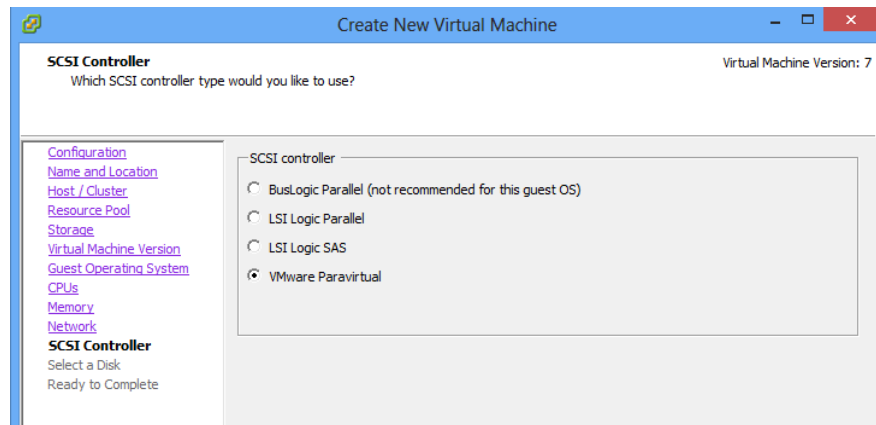 Create New Virtual Machine
SCSI Controller
Which SCSI controller type would you like to use?
Virtual Machine Version: 7
Configuration
Name and Location
Host / Cluster
Resource Pool
Storage
Virtual Machine Version
Guest Operating System
CPUs
Memory
Network
SCSI Controller
Select a Disk
Ready to Complete
SCSI controller
BusLogic Parallel (not recommended for this guest OS)
LSI Logic Parallel
LSI Logic SAS
VMware Paravirtual